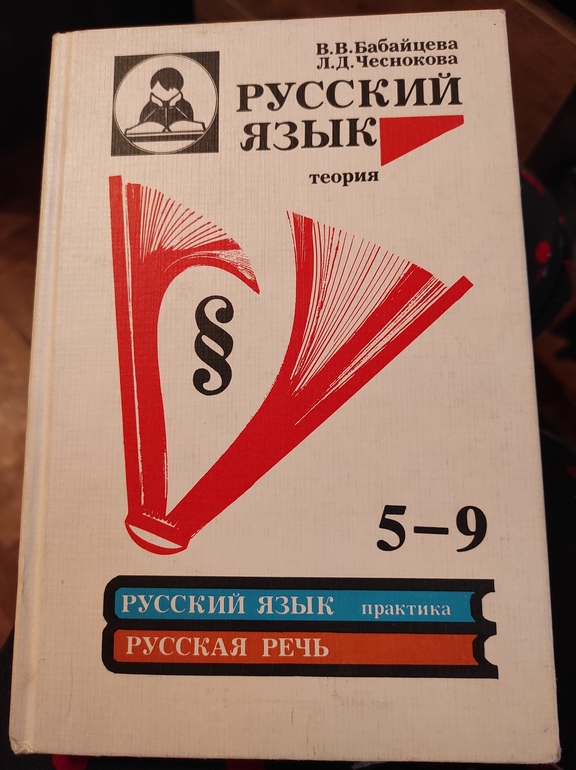 В.В.Бабайцева
Л.Д.Чеснокова
РУССКИЙ
ЯЗЫК
теория
§
5–9
РУССКИЙ ЯЗЫК практика
РУССКАЯ РЕЧЬ